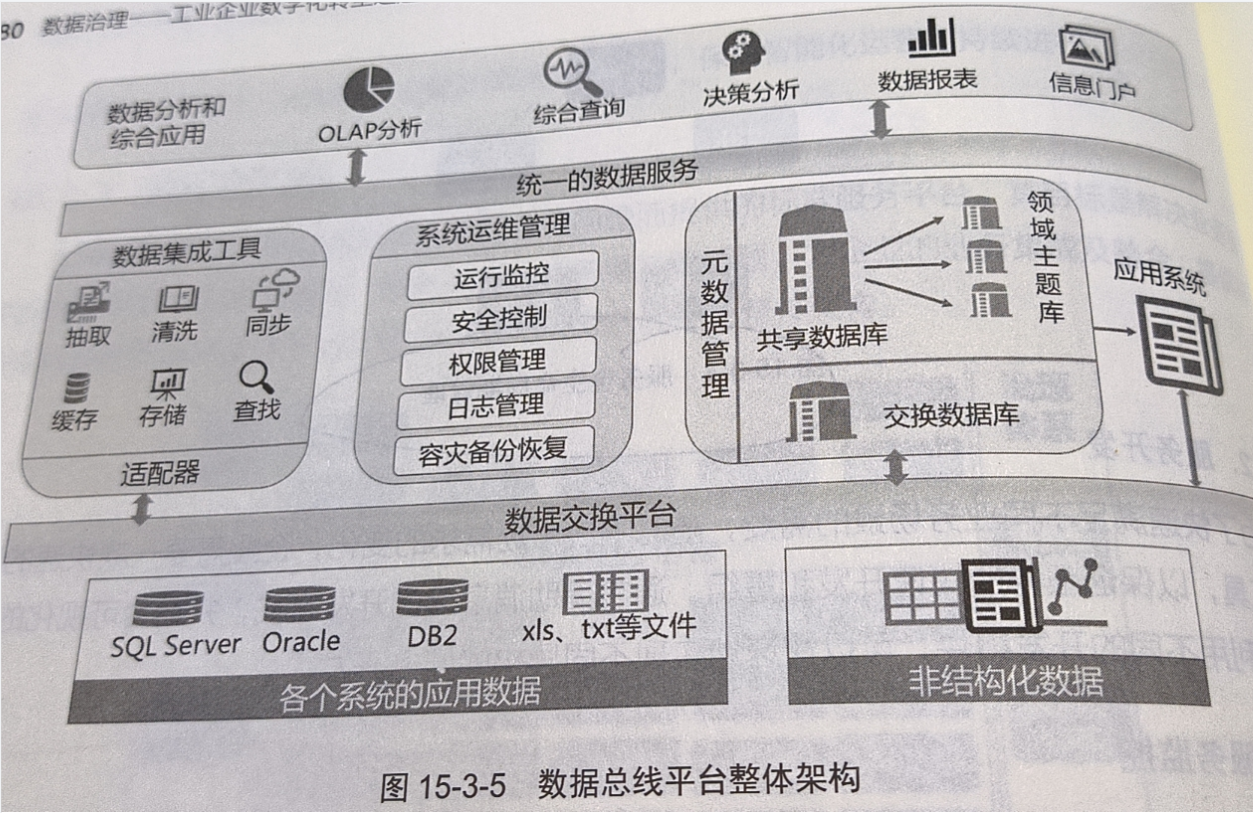 80 数据治理——工业企业数字化转型之
数据分析和
综合应用
OLAP分析
综合查询
决策分析
数据报表
信息门户
统一的数据服务
数据集成工具
抽取
清洗
同步
缓存
存储
查找
适配器
系统运维管理
运行监控
安全控制
权限管理
日志管理
容灾备份恢复
元数据管理
共享数据库
领域主题库
交换数据库
应用系统
数据交换平台
SQL Server
Oracle
DB2
xls、txt等文件
各个系统的应用数据
非结构化数据
图 15-3-5 数据总线平台整体架构